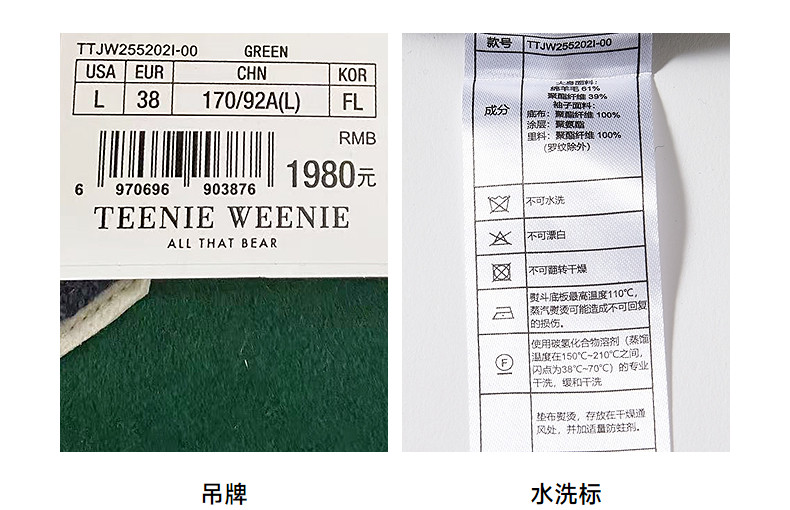 TTJW255202I-00 GREEN
USA EUR CHN KOR
L 38 170/92A(L) FL
RMB
1980元
6 970696 903876
TEENIE WEENIE
ALL THAT BEAR
款号 TTJW255202I-00
成分
大身面料：
绵羊毛 61%
聚酯纤维 39%
袖子面料：
底布：聚酯纤维 100%
涂层：聚氨酯
里料：聚酯纤维 100%
(罗纹除外)
不可水洗
不可漂白
不可翻转干燥
熨斗底板最高温度110℃，
蒸汽熨烫可能造成不可回复
的损伤。
F
使用碳氢化合物溶剂（蒸馏
温度在150℃~210℃之间，
闪点为38℃~70℃）的专业
干洗，缓和干洗
垫布熨烫，存放在干燥通
风处，并加适量防蛀剂。
吊牌
水洗标